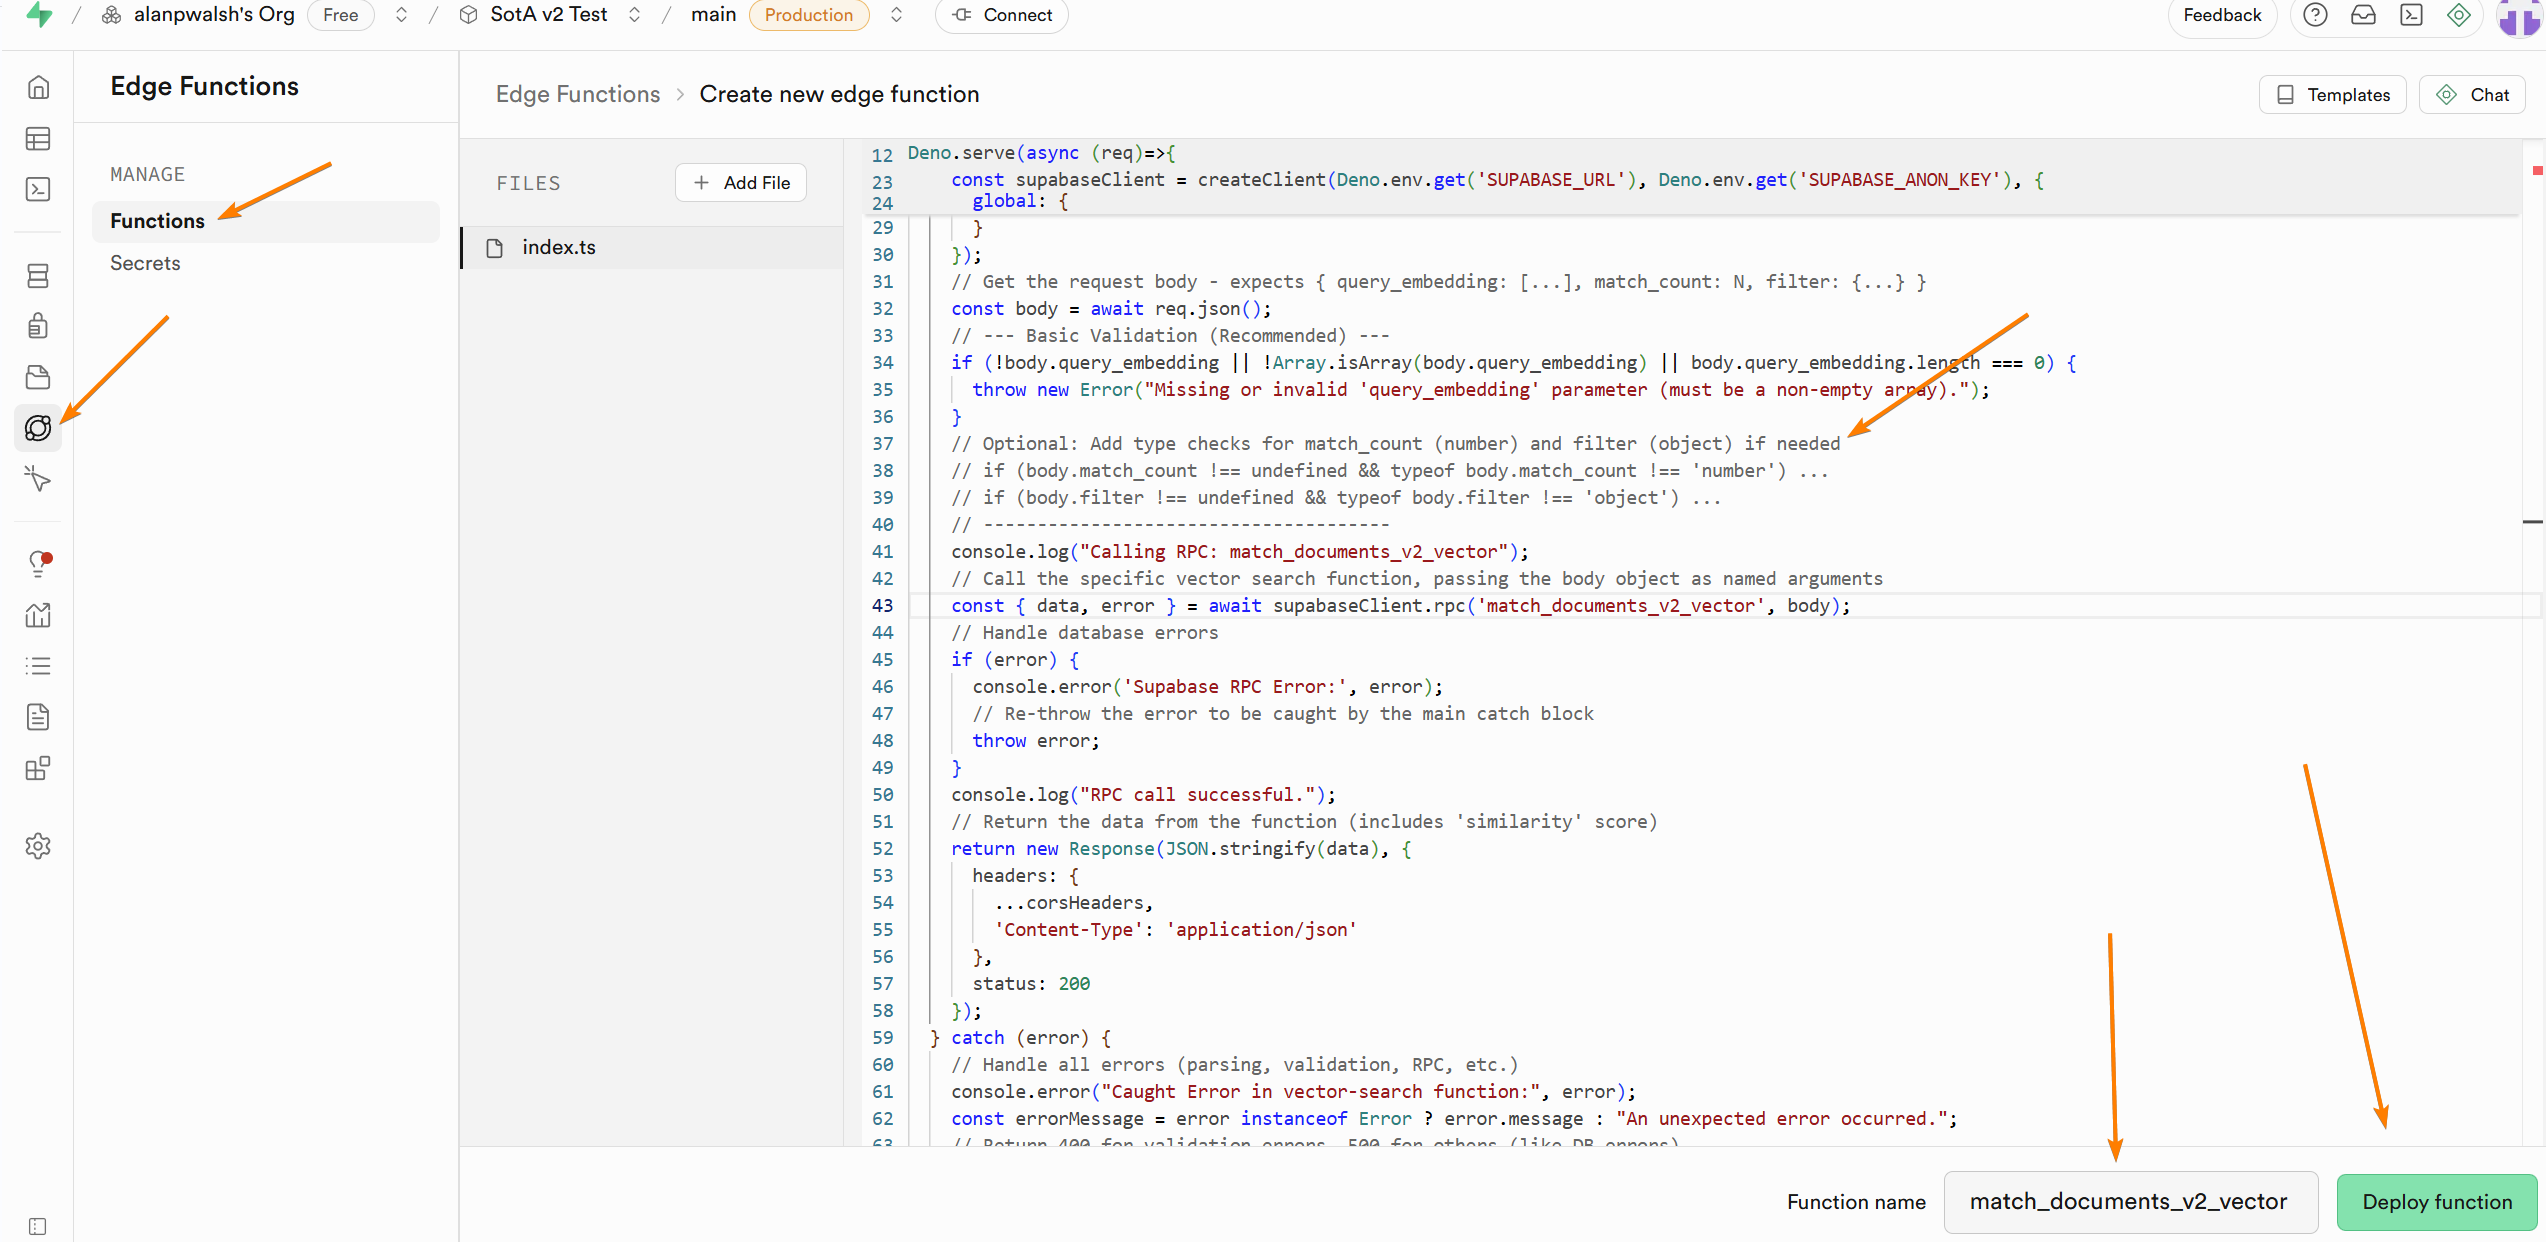 / alanpwalsh's Org Free / SotA v2 Test / main Production Connect Feedback
Edge Functions
MANAGE
Functions
Secrets
Edge Functions > Create new edge function
Templates
Chat
FILES
+ Add File
index.ts
12 Deno.serve(async (req)=>{
23 const supabaseClient = createClient(Deno.env.get('SUPABASE_URL'), Deno.env.get('SUPABASE_ANON_KEY'), {
24 global: {
29 }
30 });
31 // Get the request body - expects { query_embedding: [...], match_count: N, filter: {...} }
32 const body = await req.json();
33 // --- Basic Validation (Recommended) ---
34 if (!body.query_embedding || !Array.isArray(body.query_embedding) || body.query_embedding.length === 0) {
35 throw new Error("Missing or invalid 'query_embedding' parameter (must be a non-empty array).");
36 }
37 // Optional: Add type checks for match_count (number) and filter (object) if needed
38 // if (body.match_count !== undefined && typeof body.match_count !== 'number') ...
39 // if (body.filter !== undefined && typeof body.filter !== 'object') ...
40 // --------------------------------------
41 console.log("Calling RPC: match_documents_v2_vector");
42 // Call the specific vector search function, passing the body object as named arguments
43 const { data, error } = await supabaseClient.rpc('match_documents_v2_vector', body);
44 // Handle database errors
45 if (error) {
46 console.error('Supabase RPC Error:', error);
47 // Re-throw the error to be caught by the main catch block
48 throw error;
49 }
50 console.log("RPC call successful.");
51 // Return the data from the function (includes 'similarity' score)
52 return new Response(JSON.stringify(data), {
53 headers: {
54 ...corsHeaders,
55 'Content-Type': 'application/json'
56 },
57 status: 200
58 });
59 } catch (error) {
60 // Handle all errors (parsing, validation, RPC, etc.)
61 console.error("Caught Error in vector-search function:", error);
62 const errorMessage = error instanceof Error ? error.message : "An unexpected error occurred.";
63 // Return 400 for validation errors, 500 for others (like DB errors)
Function name match_documents_v2_vector Deploy function